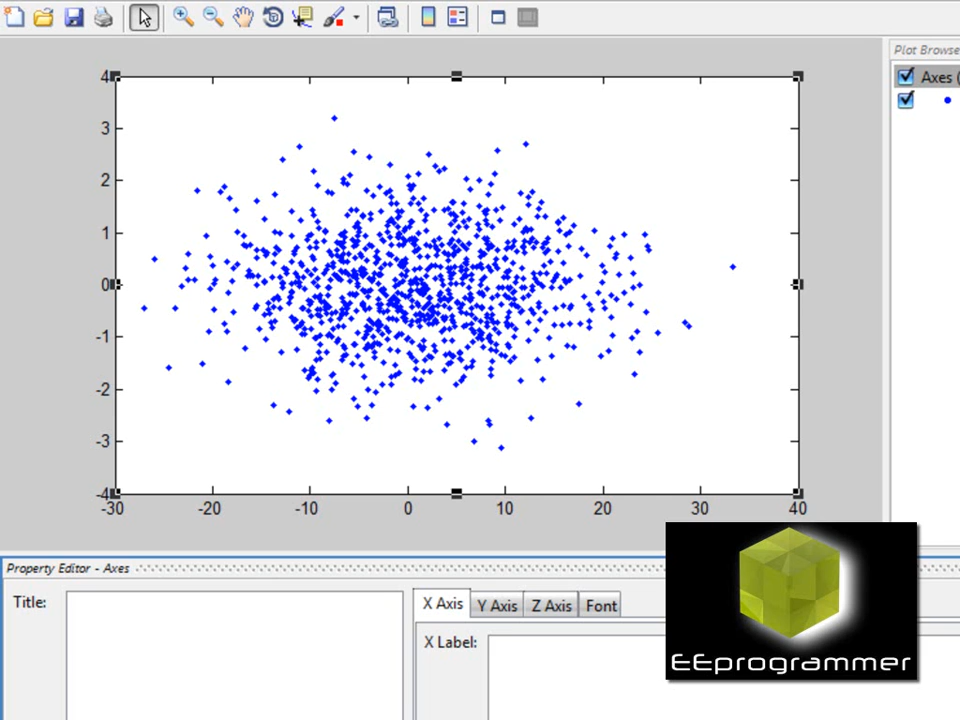 Plot Browse
Axes (
4
3
2
1
0
-1
-2
-3
-4
-30 -20 -10 0 10 20 30 40
Property Editor - Axes
Title:
X Axis Y Axis Z Axis Font
X Label:
EEprogrammer